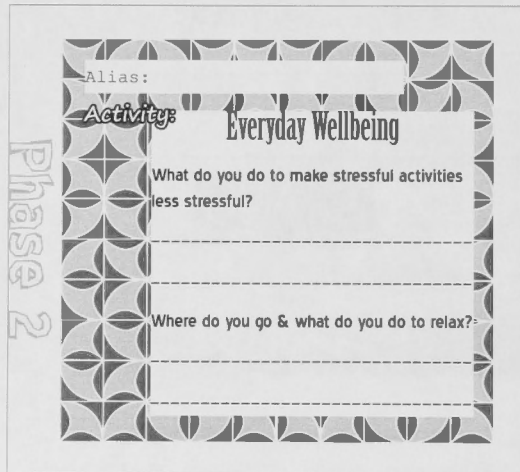 Alias:
Activity:
Everyday Wellbeing
What do you do to make stressful activities
less stressful?
Where do you go & what do you do to relax?
Phase 2